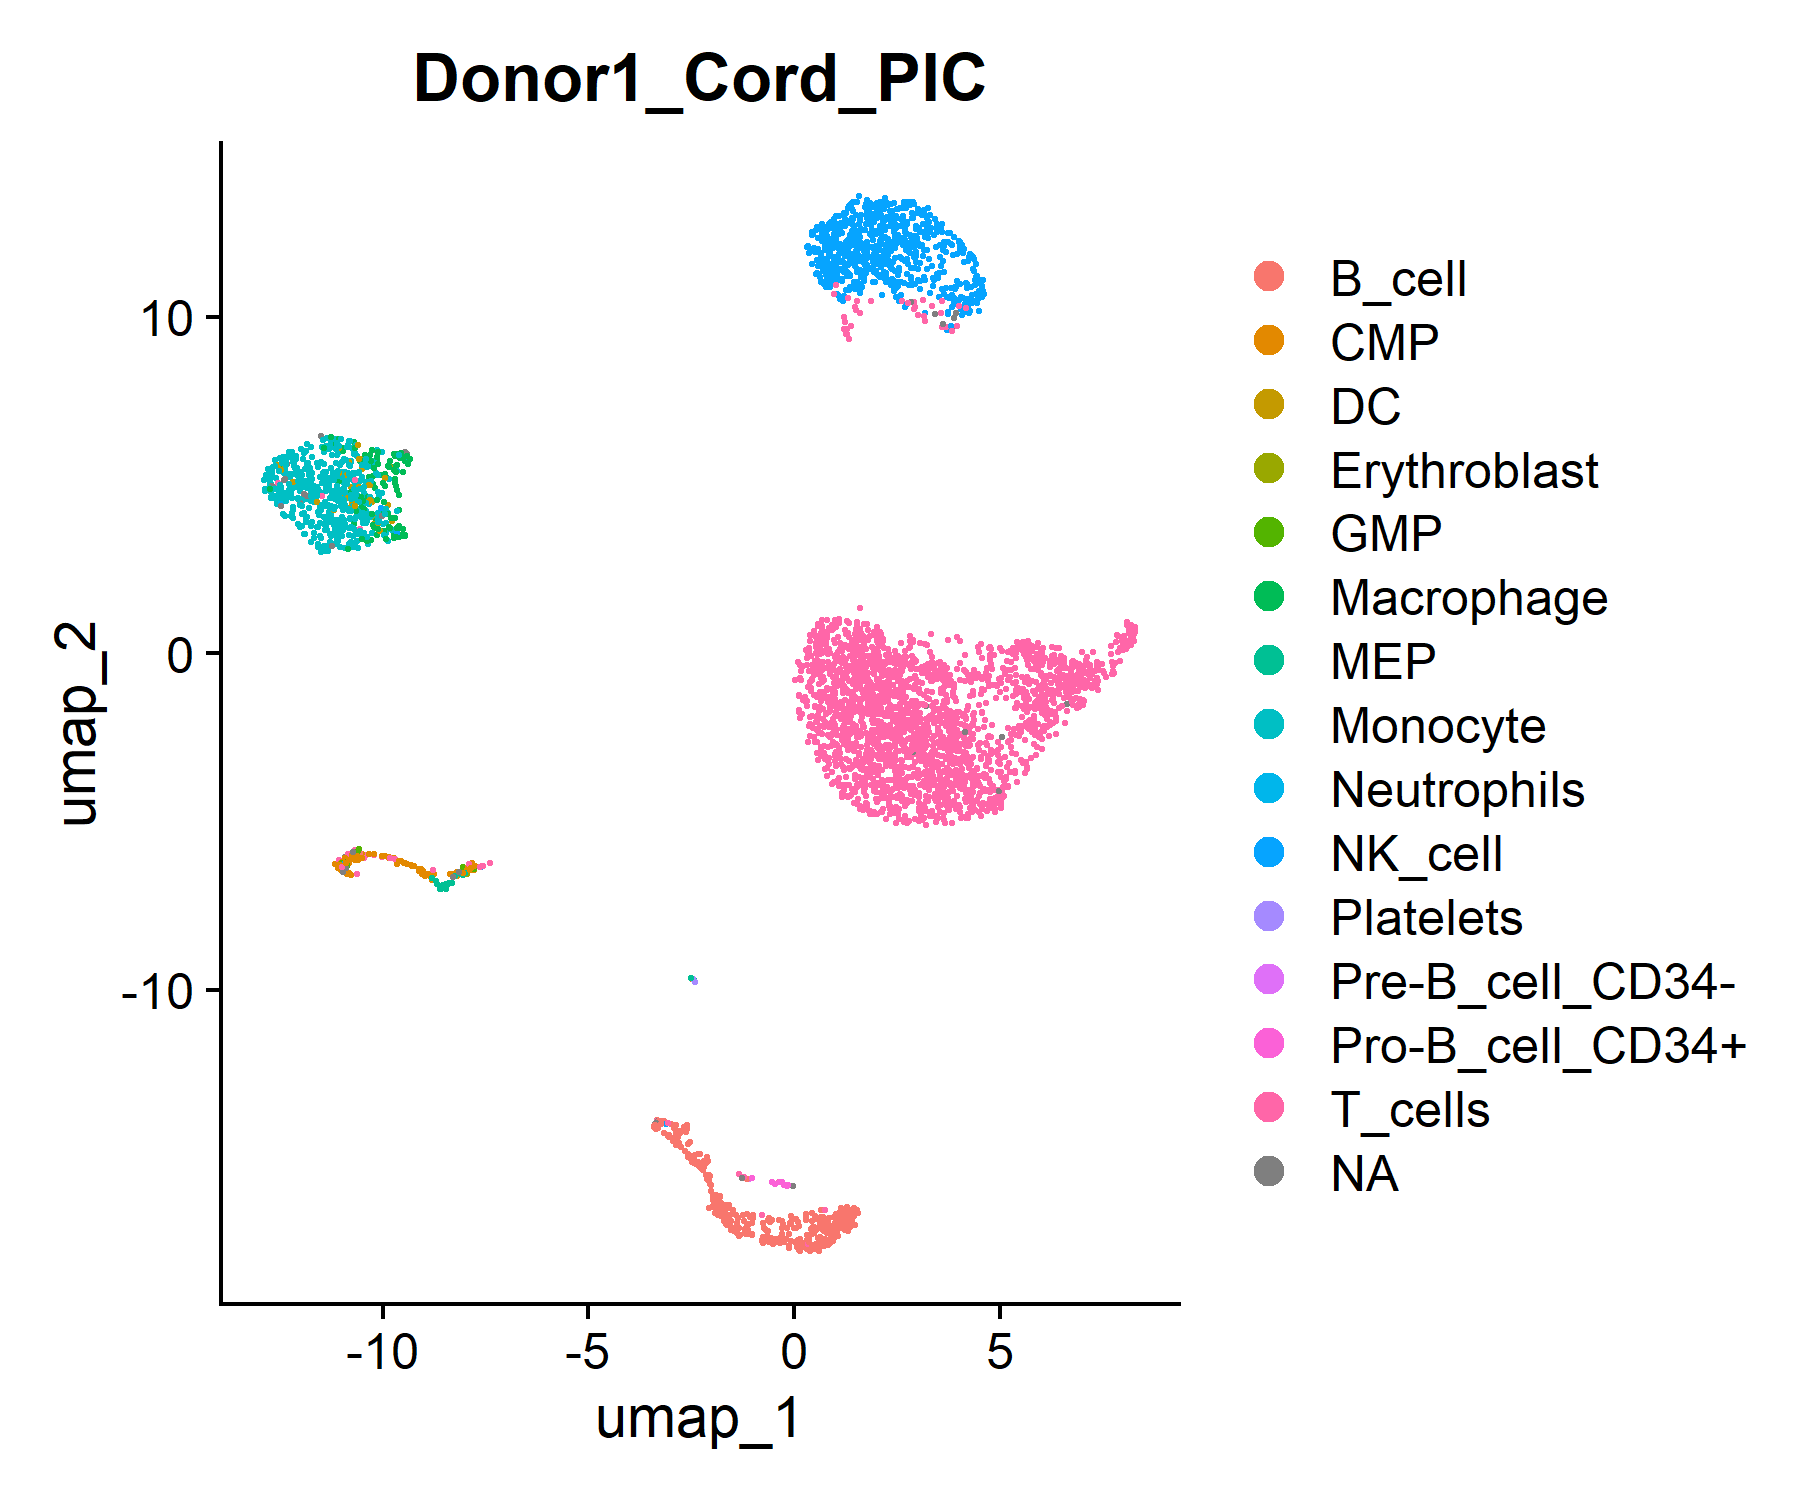 Donor1_Cord_PIC
10
0
-10
umap_2
-10
-5
0
5
umap_1
B_cell
CMP
DC
Erythroblast
GMP
Macrophage
MEP
Monocyte
Neutrophils
NK_cell
Platelets
Pre-B_cell_CD34-
Pro-B_cell_CD34+
T_cells
NA